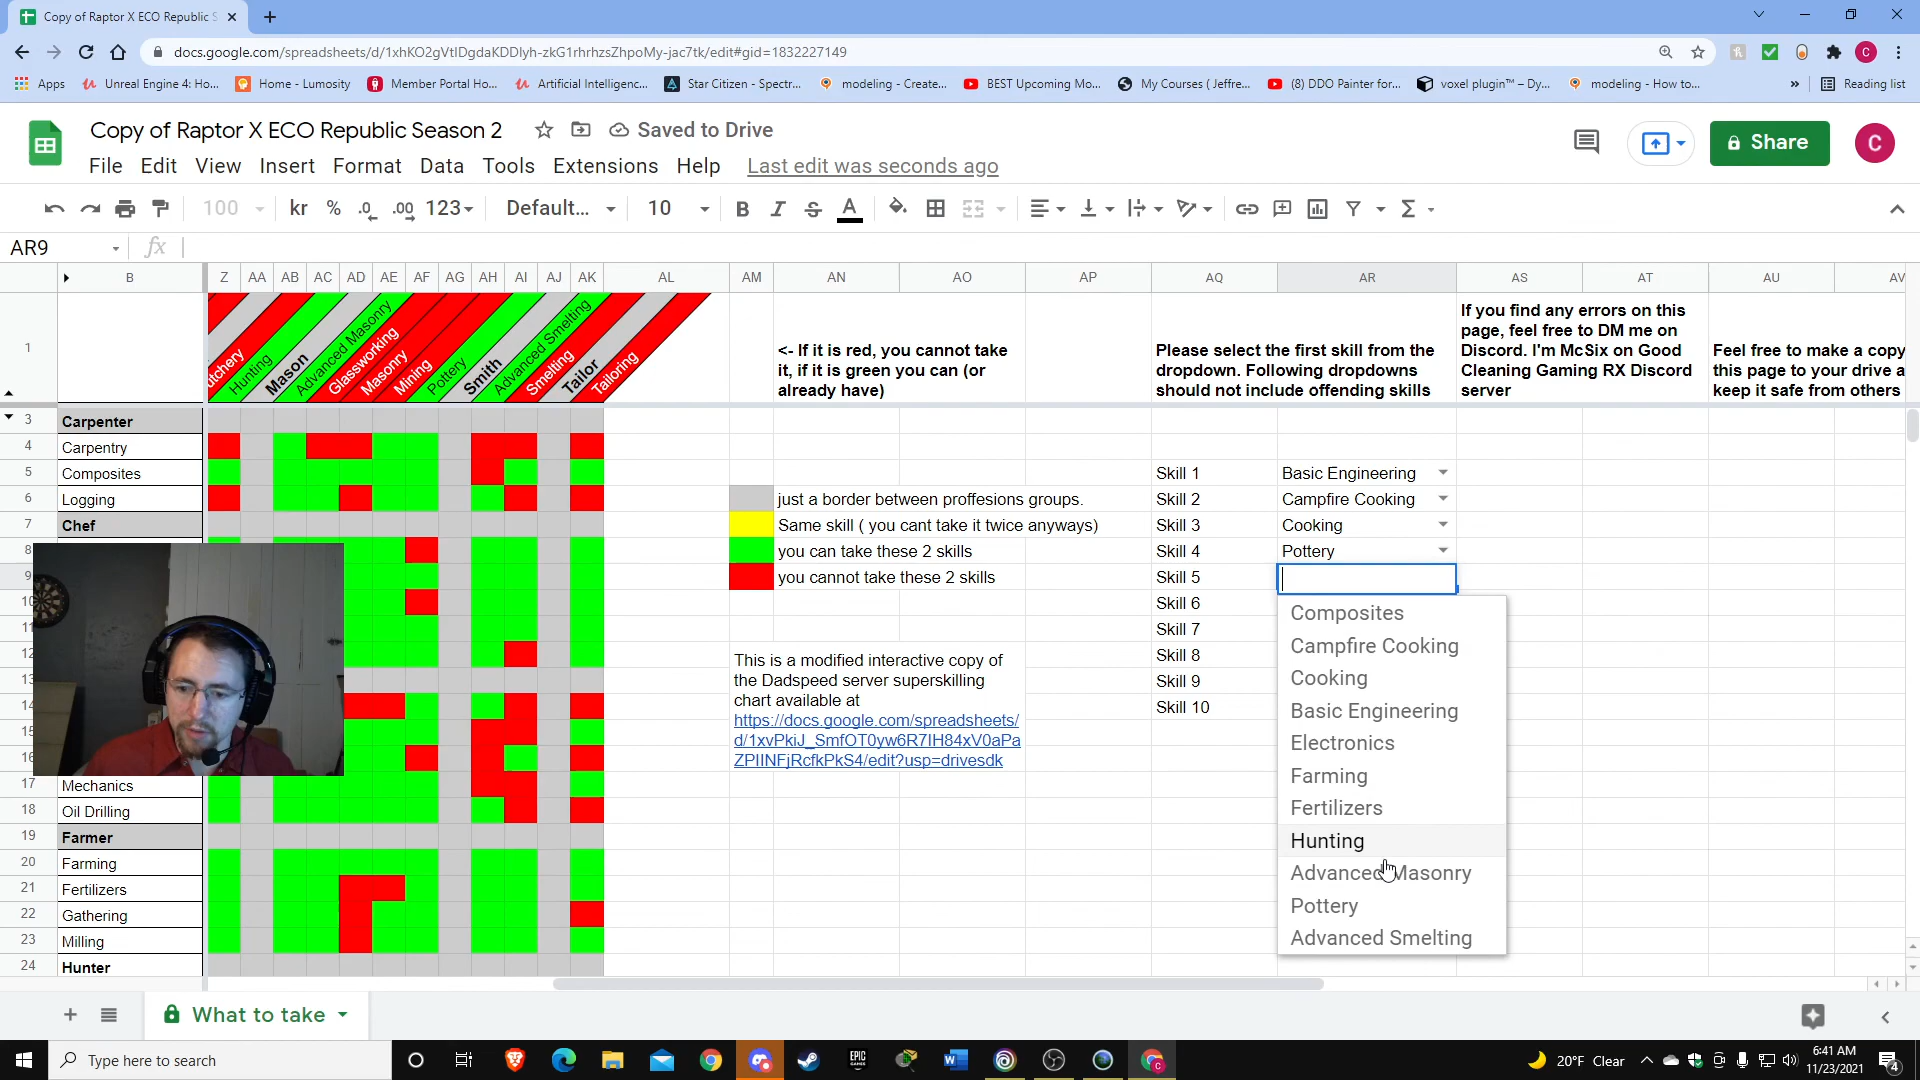 Copy of Raptor X ECO Republic S
docs.google.com/spreadsheets/d/1xhKO2gVtIDgdaKDDlyh-zkG1rhrhzsZhpoMy-jac7tk/edit#gid=1832227149
Apps
Unreal Engine 4: Ho...
Home - Lumosity
Member Portal Ho...
Artificial Intelligenc...
Star Citizen - Spectr...
modeling - Create...
BEST Upcoming Mo...
My Courses ( Jeffre...
(8) DDO Painter for...
voxel plugin™ – Dy...
modeling - How to...
»
Reading list
Copy of Raptor X ECO Republic Season 2
Saved to Drive
Share
C
File Edit View Insert Format Data Tools Extensions Help
Last edit was seconds ago
100 kr % .0 .00 123 Default... 10 B I S A
AR9
fx
B Z AA AB AC AD AE AF AG AH AI AJ AK AL AM AN AO AP AQ AR AS AT AU AV
1
utchery
Hunting
Mason
Advanced Masonry
Glassworking
Masonry
Mining
Pottery
Smith
Advanced Smelting
Smelting
Tailor
Tailoring
<- If it is red, you cannot take
it, if it is green you can (or
already have)
Please select the first skill from the
dropdown. Following dropdowns
should not include offending skills
If you find any errors on this
page, feel free to DM me on
Discord. I'm McSix on Good
Cleaning Gaming RX Discord
server
Feel free to make a copy
this page to your drive a
keep it safe from others
3 Carpenter
4 Carpentry
5 Composites
6 Logging
7 Chef
8
9
10
11
12
13
14
15
16
17 Mechanics
18 Oil Drilling
19 Farmer
20 Farming
21 Fertilizers
22 Gathering
23 Milling
24 Hunter
just a border between proffesions groups.
Same skill ( you cant take it twice anyways)
you can take these 2 skills
you cannot take these 2 skills
This is a modified interactive copy of
the Dadspeed server superskilling
chart available at
https://docs.google.com/spreadsheets/
d/1xvPkiJ_SmfOT0yw6R7IH84xV0aPa
ZPIINFjRcfkPkS4/edit?usp=drivesdk
Skill 1 Basic Engineering
Skill 2 Campfire Cooking
Skill 3 Cooking
Skill 4 Pottery
Skill 5
Skill 6
Skill 7
Skill 8
Skill 9
Skill 10
Composites
Campfire Cooking
Cooking
Basic Engineering
Electronics
Farming
Fertilizers
Hunting
Advanced Masonry
Pottery
Advanced Smelting
What to take
Type here to search
20°F Clear
6:41 AM
11/23/2021
4